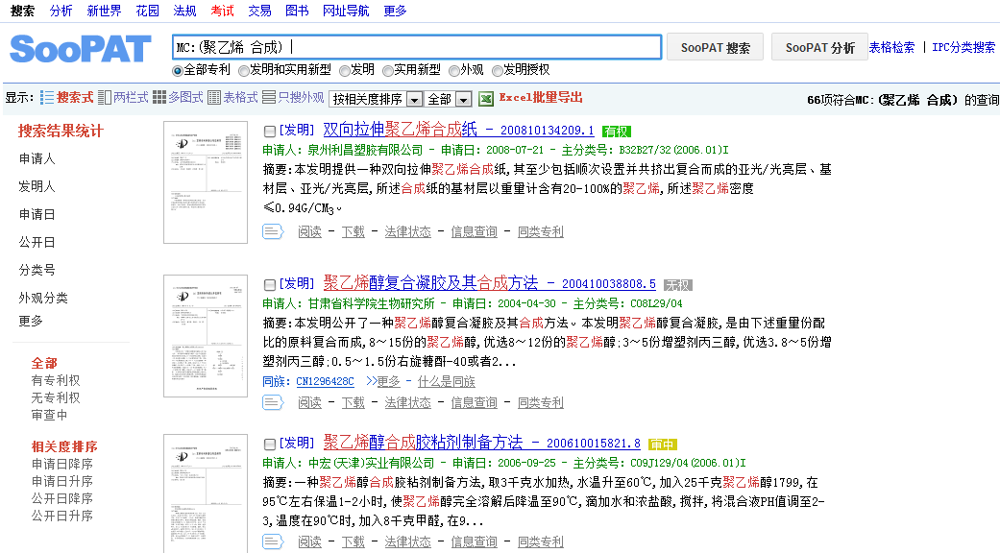 搜索 分析 新世界 花园 法规 考试 交易 图书 网址导航 更多
SooPAT
MC:(聚乙烯 合成)
SooPAT 搜索
SooPAT 分析
表格检索 | IPC分类搜索
全部专利 发明和实用新型 发明 实用新型 外观 发明授权
显示: 搜索式 两栏式 多图式 表格式 只搜外观 按相关度排序 全部 Excel批量导出
66项符合MC:(聚乙烯 合成) 的查询
搜索结果统计
申请人
发明人
申请日
公开日
分类号
外观分类
更多
全部
有专利权
无专利权
审查中
相关度排序
申请日降序
申请日升序
公开日降序
公开日升序
[发明] 双向拉伸聚乙烯合成纸 - 200810134209.1 有权
申请人: 泉州利昌塑胶有限公司 - 申请日: 2008-07-21 - 主分类号: B32B27/32(2006.01)I
摘要:本发明提供一种双向拉伸聚乙烯合成纸,其至少包括顺次设置并共挤出复合而成的亚光/光亮层、基
材层、亚光/光亮层,所述合成纸的基材层以重量计含有20-100%的聚乙烯,所述聚乙烯密度
≤0.94G/CM3。
阅读 - 下载 - 法律状态 - 信息查询 - 同类专利
[发明] 聚乙烯醇复合凝胶及其合成方法 - 200410038808.5 无权
申请人: 甘肃省科学院生物研究所 - 申请日: 2004-04-30 - 主分类号: C08L29/04
摘要:本发明公开了一种聚乙烯醇复合凝胶及其合成方法。本发明聚乙烯醇复合凝胶,是由下述重量份配
比的原料复合而成,8～15份的聚乙烯醇,优选8～12份的聚乙烯醇;3～5份增塑剂丙三醇,优选3.8～5份增
塑剂丙三醇;0.5～1.5份右旋糖酐-40或者2...
同族: CN1296428C >>更多 - 什么是同族
阅读 - 下载 - 法律状态 - 信息查询 - 同类专利
[发明] 聚乙烯醇合成胶粘剂制备方法 - 200610015821.8 审中
申请人: 中宏(天津)实业有限公司 - 申请日: 2006-09-25 - 主分类号: C09J129/04(2006.01)I
摘要:一种聚乙烯醇合成胶粘剂制备方法,取3千克水加热,水温升至60℃,加入25千克聚乙烯醇1799,在
95℃左右保温1-2小时,使聚乙烯醇完全溶解后降温至90℃,滴加水和浓盐酸,搅拌,将混合液PH值调至2-
3,温度在90℃时,加入8千克甲醛,在9...
阅读 - 下载 - 法律状态 - 信息查询 - 同类专利